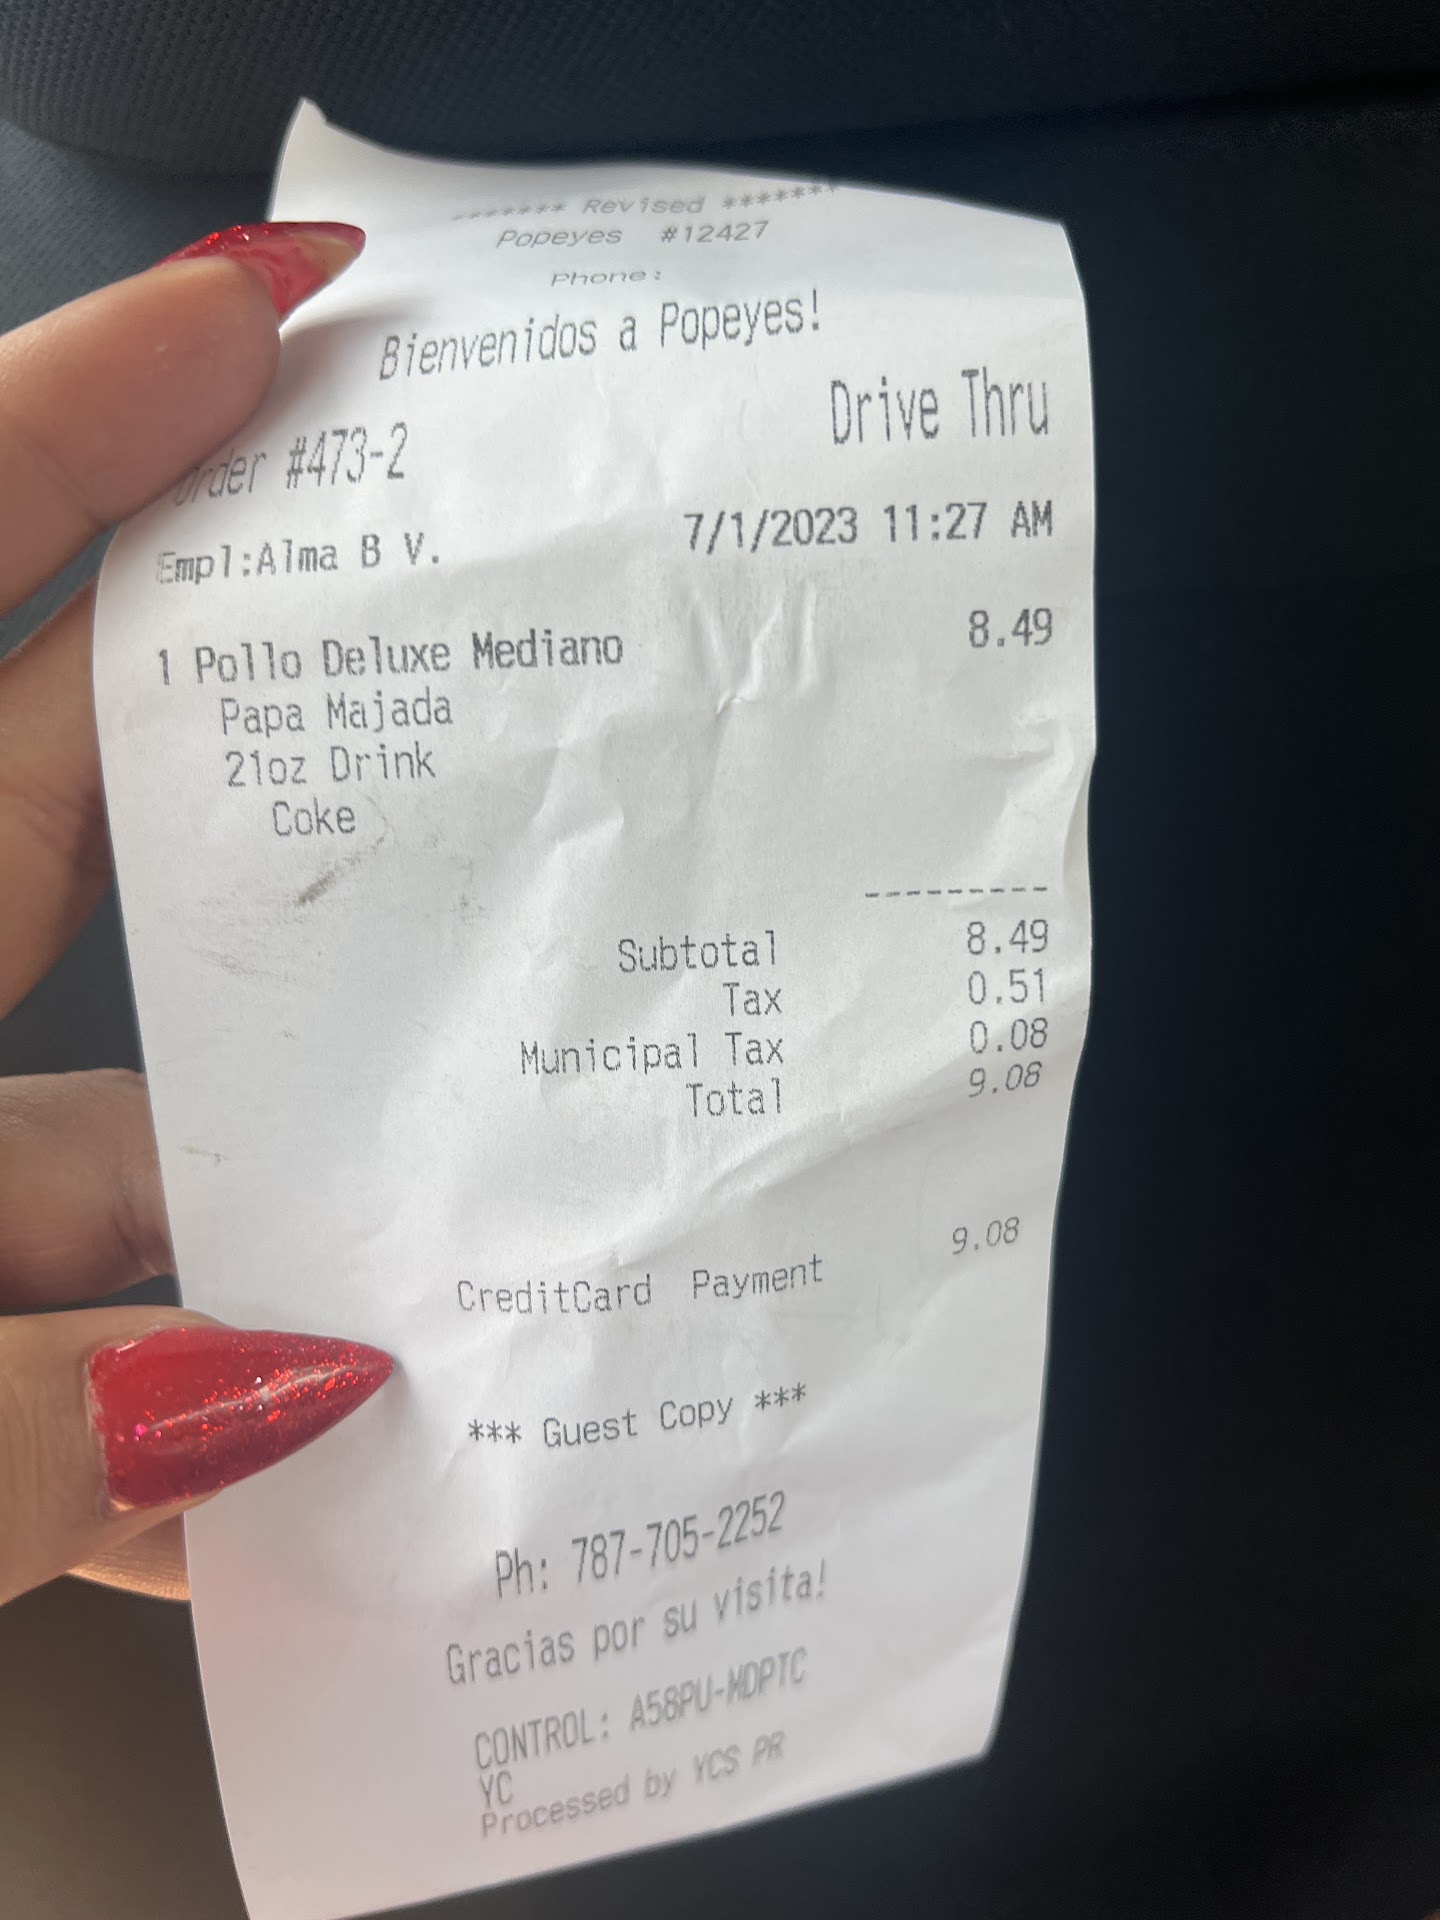 ******* Revised *******
Popeyes #12427
Phone:
Bienvenidos a Popeyes!
Drive Thru
Order #473-2
Empl:Alma B V. 7/1/2023 11:27 AM
1 Pollo Deluxe Mediano 8.49
Papa Majada
21oz Drink
Coke
---------
Subtotal 8.49
Tax 0.51
Municipal Tax 0.08
Total 9.08
CreditCard Payment 9.08
*** Guest Copy ***
Ph: 787-705-2252
Gracias por su visita!
CONTROL: A58PU-MDPTC
YC
Processed by YCS PR